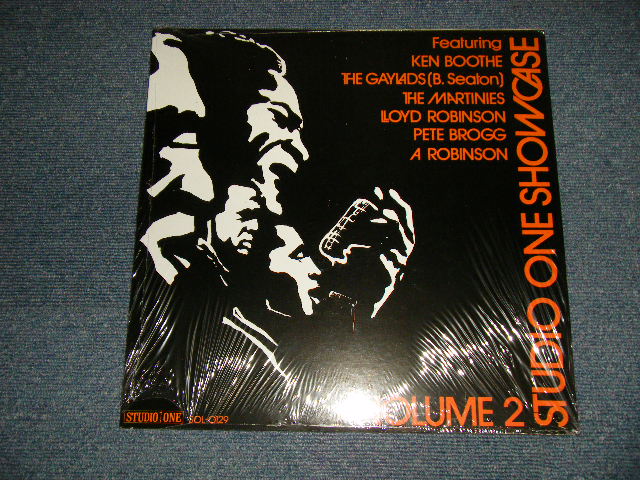 Featuring
KEN BOOTHE
THE GAYLADS (B. Seaton)
THE MARTINIES
LLOYD ROBINSON
PETE BROGG
A ROBINSON
STUDIO ONE SHOWCASE
VOLUME 2
STUDIO ONE
SOL-0129